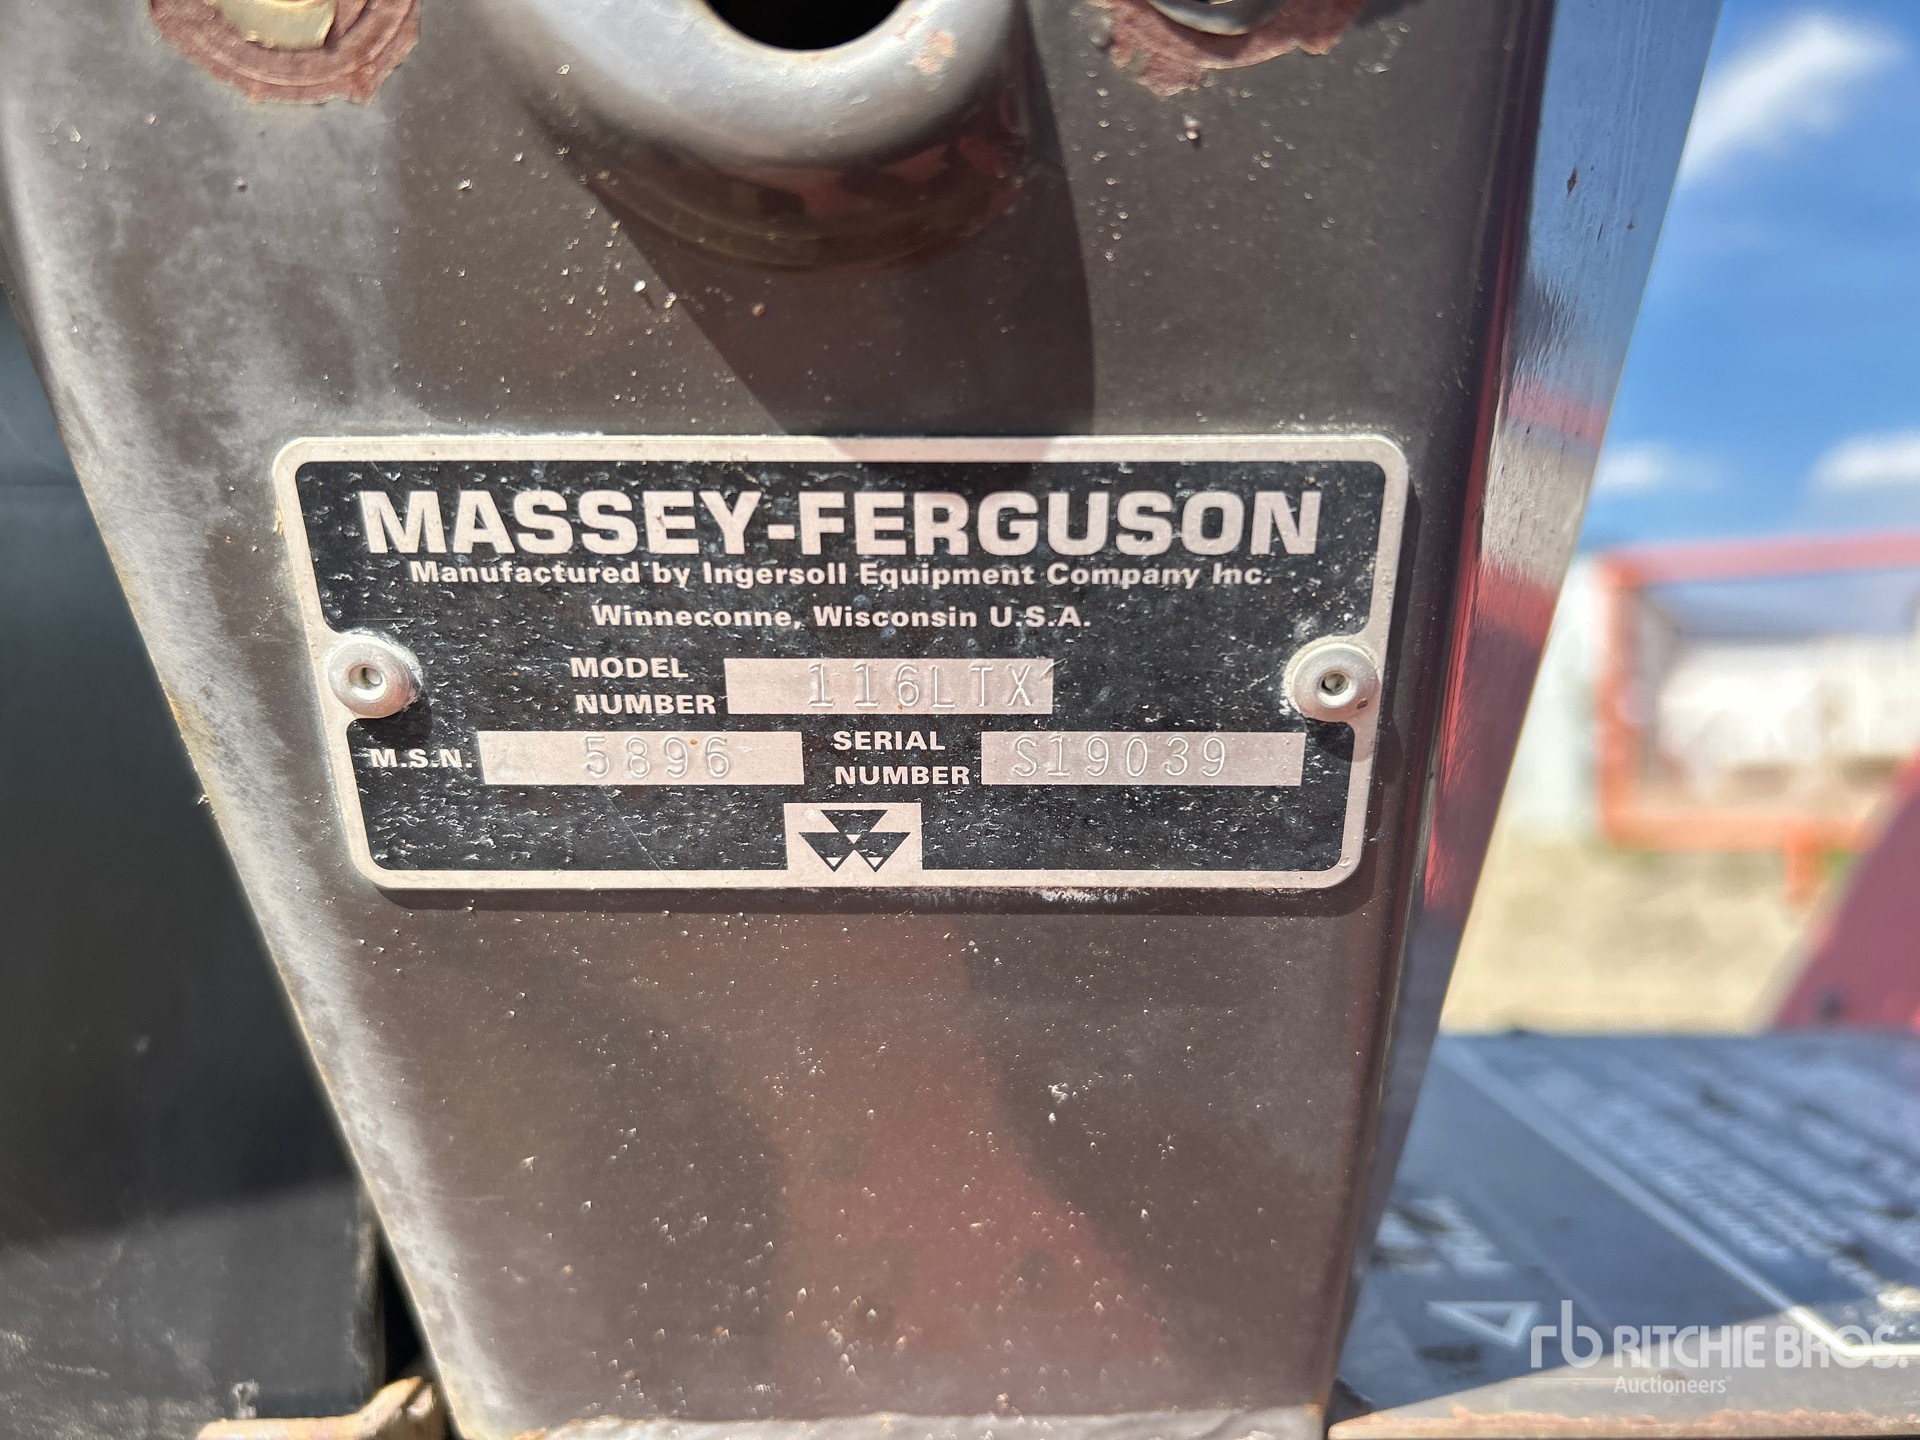 MASSEY-FERGUSON
Manufactured by Ingersoll Equipment Company Inc.
Winneconne, Wisconsin U.S.A.
MODEL NUMBER 116LTX
M.S.N. 5896 SERIAL NUMBER S19039
rb RITCHIE BROS.
Auctioneers